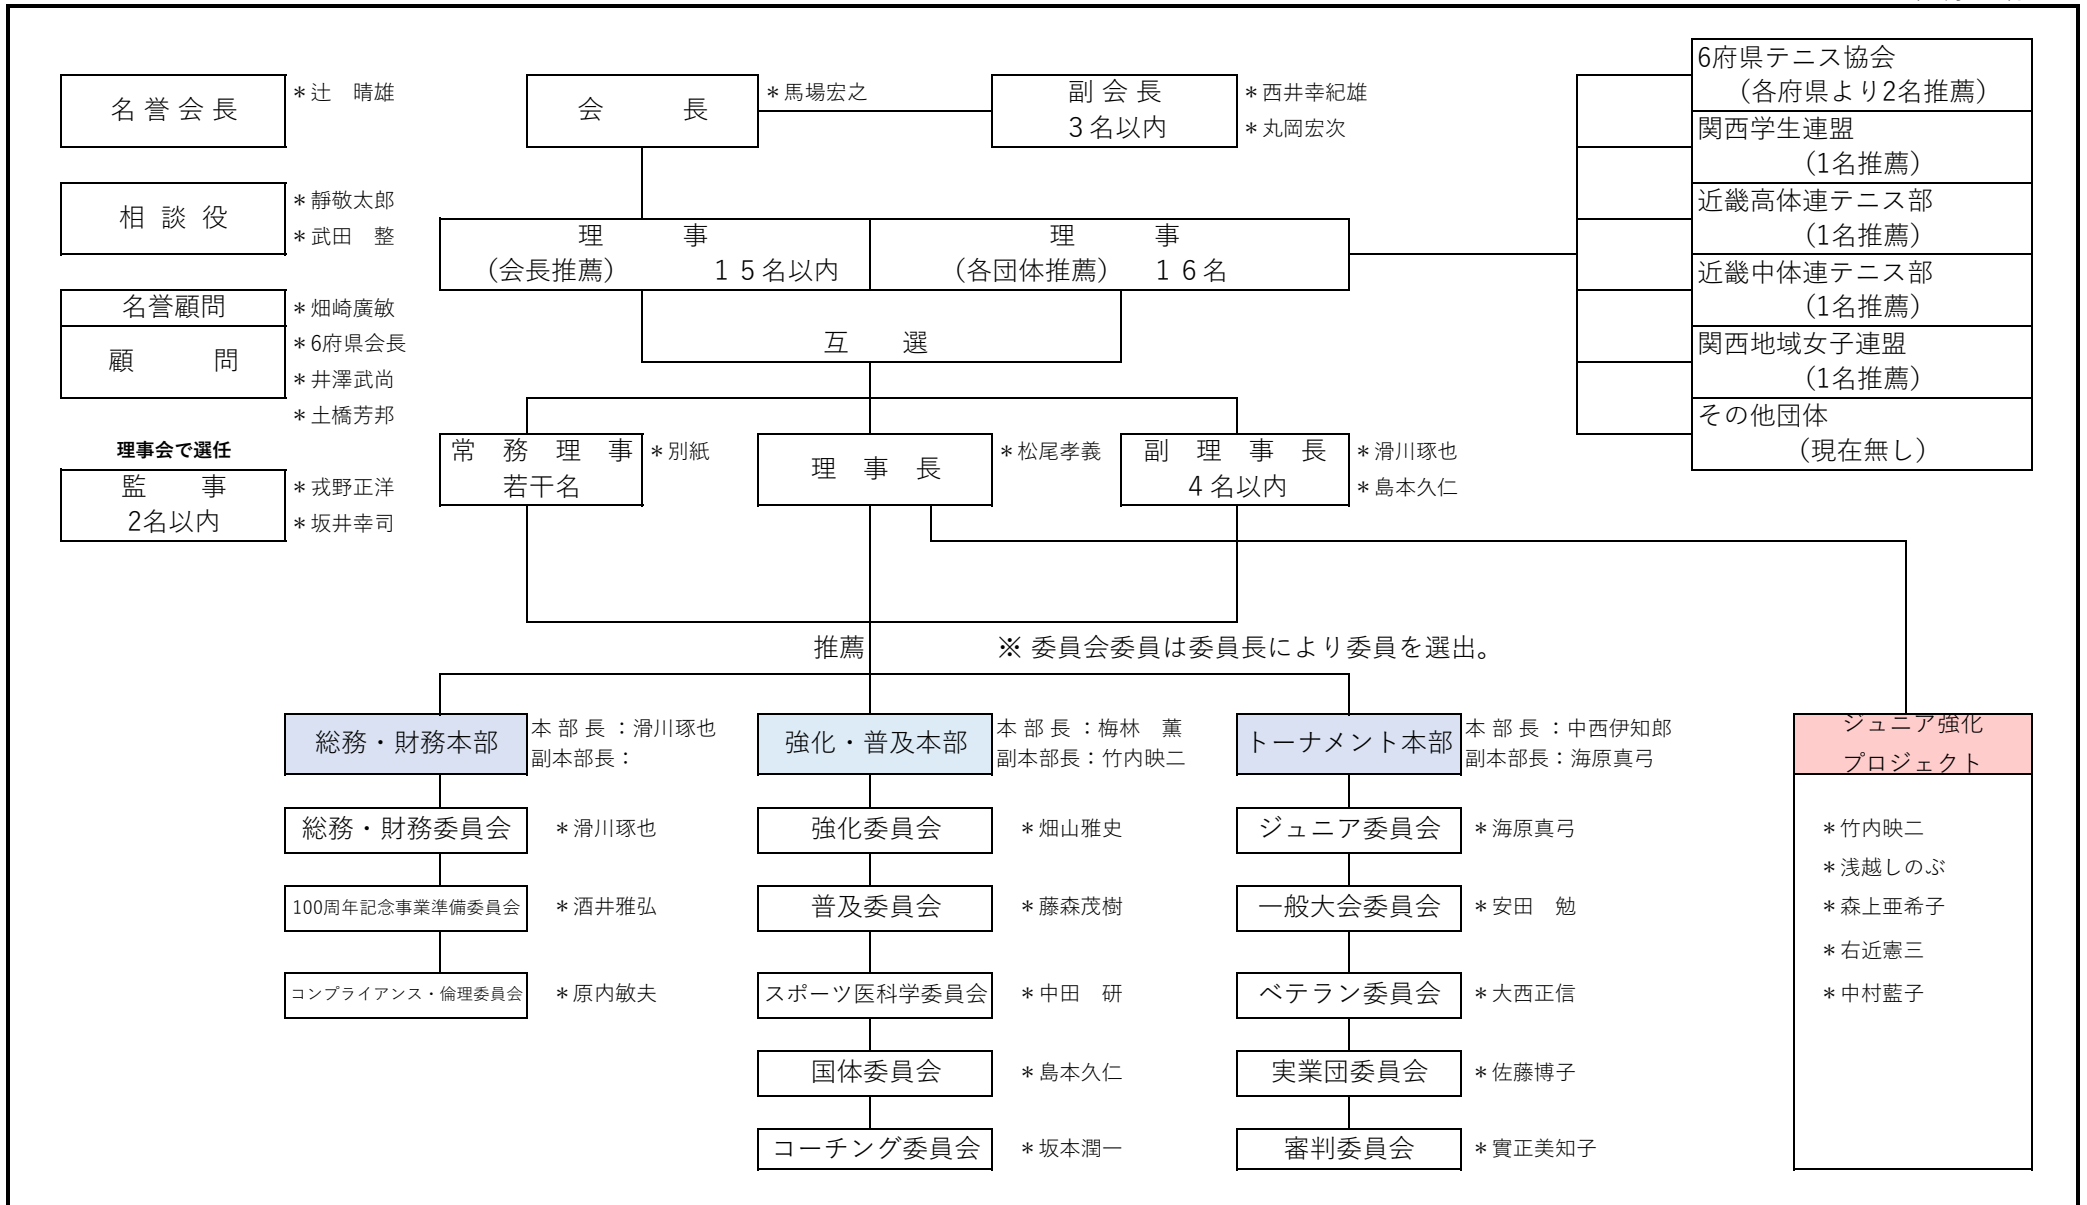 名誉会長
＊辻　晴雄
会　　長
＊馬場宏之
副会長
3名以内
＊西井幸紀雄
＊丸岡宏次
6府県テニス協会
（各府県より2名推薦）
関西学生連盟
（1名推薦）
近畿高体連テニス部
（1名推薦）
近畿中体連テニス部
（1名推薦）
関西地域女子連盟
（1名推薦）
その他団体
（現在無し）
相 談 役
＊靜敬太郎
＊武田　整
理　　事
（会長推薦）　　１５名以内
理　　事
（各団体推薦）　１６名
名誉顧問
＊畑崎廣敏
顧　　問
＊6府県会長
＊井澤武尚
＊土橋芳邦
互　　選
理事会で選任
監　　事
2名以内
＊戎野正洋
＊坂井幸司
常 務 理 事
若干名
＊別紙
理 事 長
＊松尾孝義
副 理 事 長
4名以内
＊滑川琢也
＊島本久仁
推薦
※ 委員会委員は委員長により委員を選出。
総務・財務本部
本 部 長 ：滑川琢也
副本部長：
強化・普及本部
本 部 長 ：梅林　薫
副本部長：竹内映二
トーナメント本部
本 部 長 ：中西伊知郎
副本部長：海原真弓
ジュニア強化
プロジェクト
総務・財務委員会
＊滑川琢也
強化委員会
＊畑山雅史
ジュニア委員会
＊海原真弓
＊竹内映二
＊浅越しのぶ
100周年記念事業準備委員会
＊酒井雅弘
普及委員会
＊藤森茂樹
一般大会委員会
＊安田　勉
＊森上亜希子
＊右近憲三
コンプライアンス・倫理委員会
＊原内敏夫
スポーツ医科学委員会
＊中田　研
ベテラン委員会
＊大西正信
＊中村藍子
国体委員会
＊島本久仁
実業団委員会
＊佐藤博子
コーチング委員会
＊坂本潤一
審判委員会
＊實正美知子